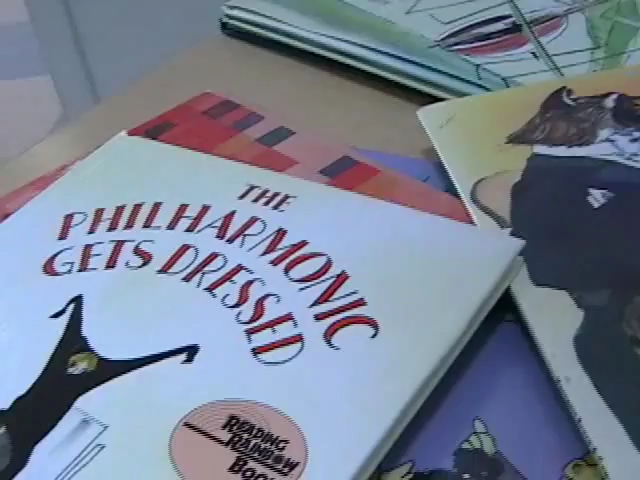 THE
PHILHARMONIC
GETS DRESSED
READING
RAINBOW
BOOK